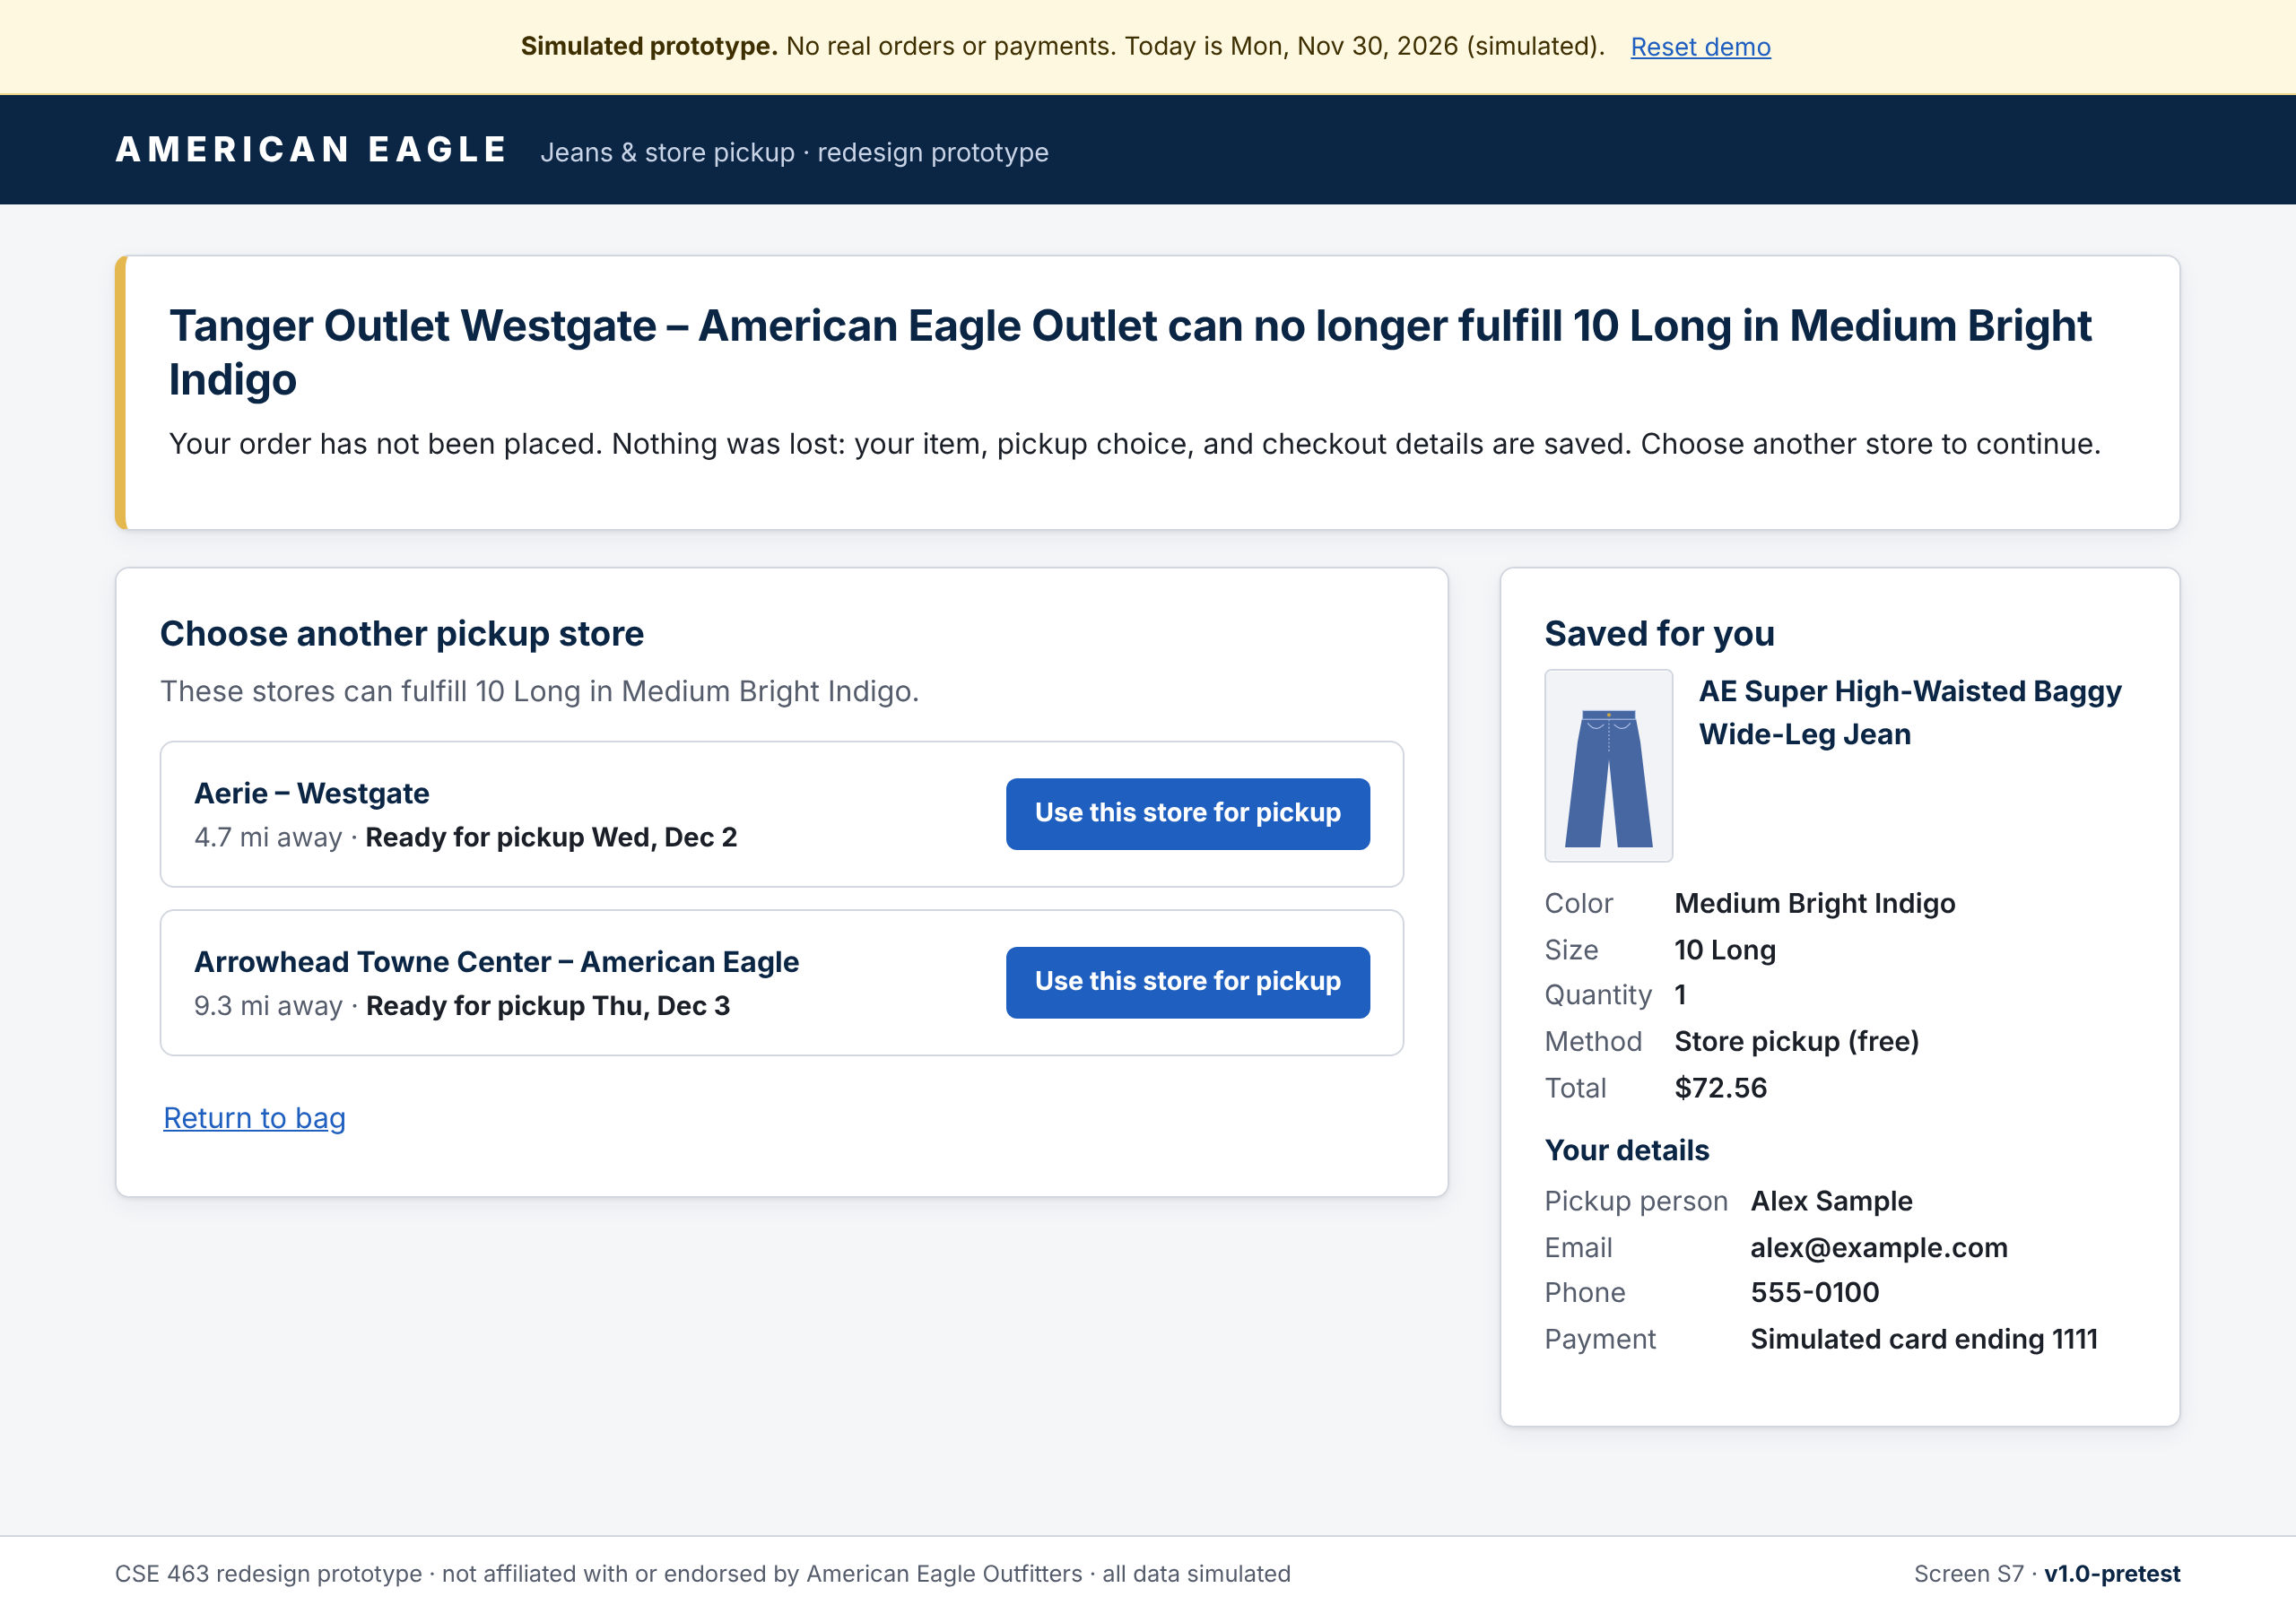 Simulated prototype. No real orders or payments. Today is Mon, Nov 30, 2026 (simulated). Reset demo
AMERICAN EAGLE Jeans & store pickup · redesign prototype
Tanger Outlet Westgate – American Eagle Outlet can no longer fulfill 10 Long in Medium Bright
Indigo
Your order has not been placed. Nothing was lost: your item, pickup choice, and checkout details are saved. Choose another store to continue.
Choose another pickup store
These stores can fulfill 10 Long in Medium Bright Indigo.
Aerie – Westgate
4.7 mi away · Ready for pickup Wed, Dec 2
Use this store for pickup
Arrowhead Towne Center – American Eagle
9.3 mi away · Ready for pickup Thu, Dec 3
Use this store for pickup
Return to bag
Saved for you
AE Super High-Waisted Baggy
Wide-Leg Jean
Color Medium Bright Indigo
Size 10 Long
Quantity 1
Method Store pickup (free)
Total $72.56
Your details
Pickup person Alex Sample
Email alex@example.com
Phone 555-0100
Payment Simulated card ending 1111
CSE 463 redesign prototype · not affiliated with or endorsed by American Eagle Outfitters · all data simulated
Screen S7 · v1.0-pretest